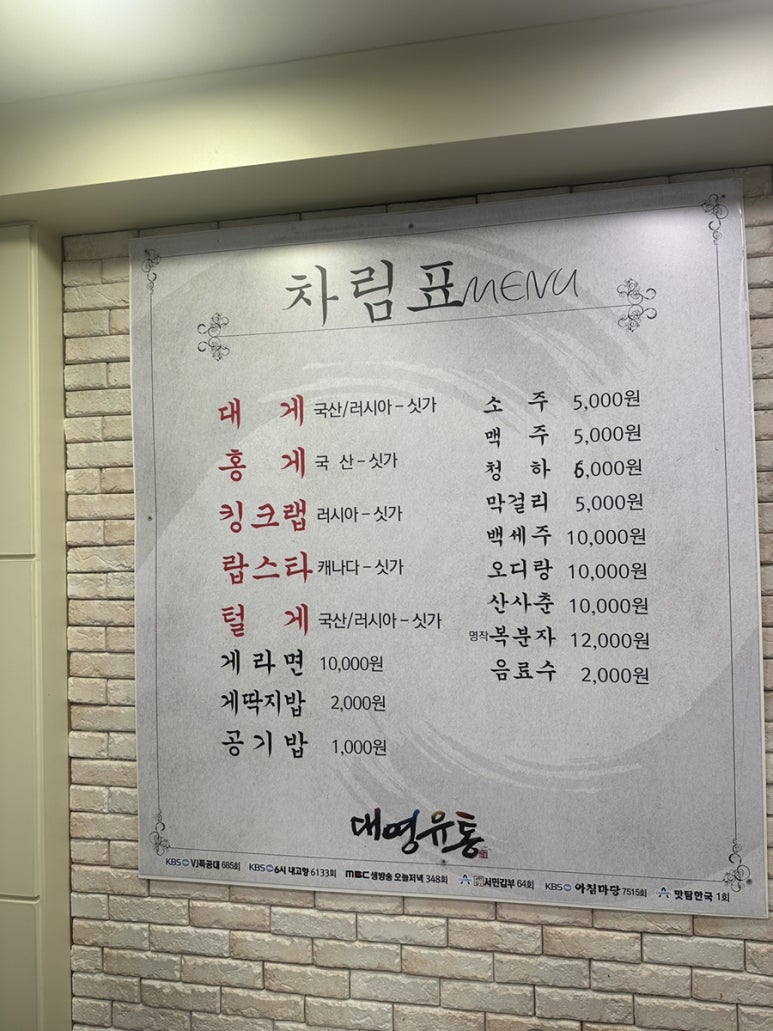 차림표 MENU
대 게 국산/러시아 – 싯가
홍 게 국 산 – 싯가
킹크랩 러시아 – 싯가
랍스타 캐나다 – 싯가
털 게 국산/러시아 – 싯가
게라면 10,000원
게딱지밥 2,000원
공기밥 1,000원
소 주 5,000원
맥 주 5,000원
청 하 6,000원
막걸리 5,000원
백세주 10,000원
오디랑 10,000원
산사춘 10,000원
명작복분자 12,000원
음료수 2,000원
대영유통
KBS VJ특공대 685회 KBS 6시 내고향 6133회 MBC 생방송 오늘저녁 348회 서민갑부 64회 KBS 아침마당 7515회 맛탐한국 1회